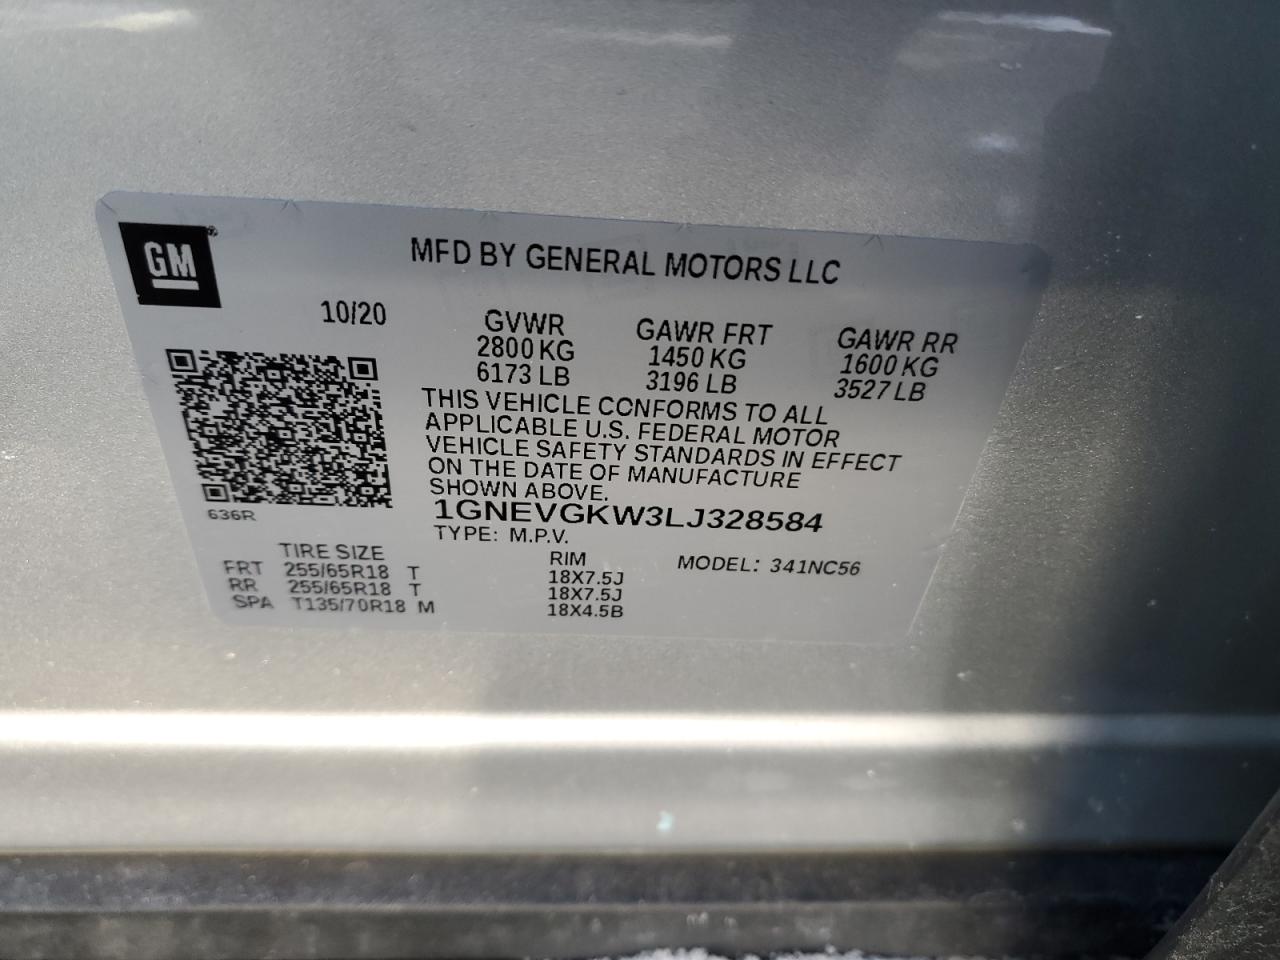 GM®
MFD BY GENERAL MOTORS LLC
10/20
GVWR GAWR FRT GAWR RR
2800 KG 1450 KG 1600 KG
6173 LB 3196 LB 3527 LB
THIS VEHICLE CONFORMS TO ALL
APPLICABLE U.S. FEDERAL MOTOR
VEHICLE SAFETY STANDARDS IN EFFECT
ON THE DATE OF MANUFACTURE
SHOWN ABOVE.
636R
1GNEVGKW3LJ328584
TYPE: M.P.V.
TIRE SIZE RIM MODEL: 341NC56
FRT 255/65R18 T 18X7.5J
RR 255/65R18 T 18X7.5J
SPA T135/70R18 M 18X4.5B